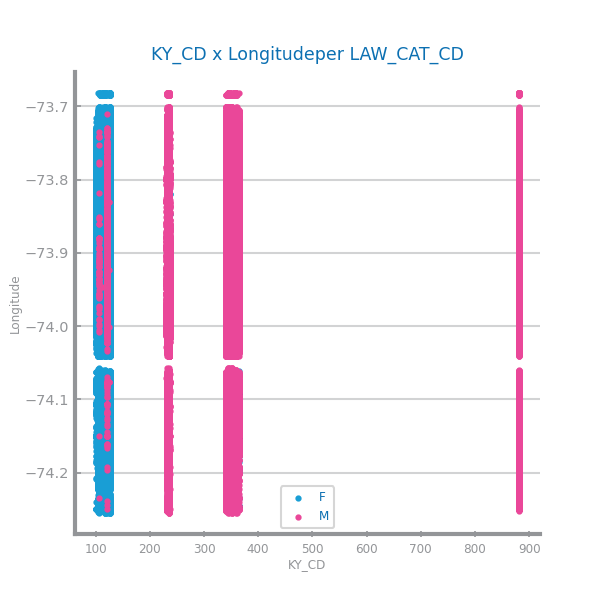 KY_CD x Longitudeper LAW_CAT_CD
Longitude
−73.7
−73.8
−73.9
−74.0
−74.1
−74.2
F
M
100 200 300 400 500 600 700 800 900
KY_CD